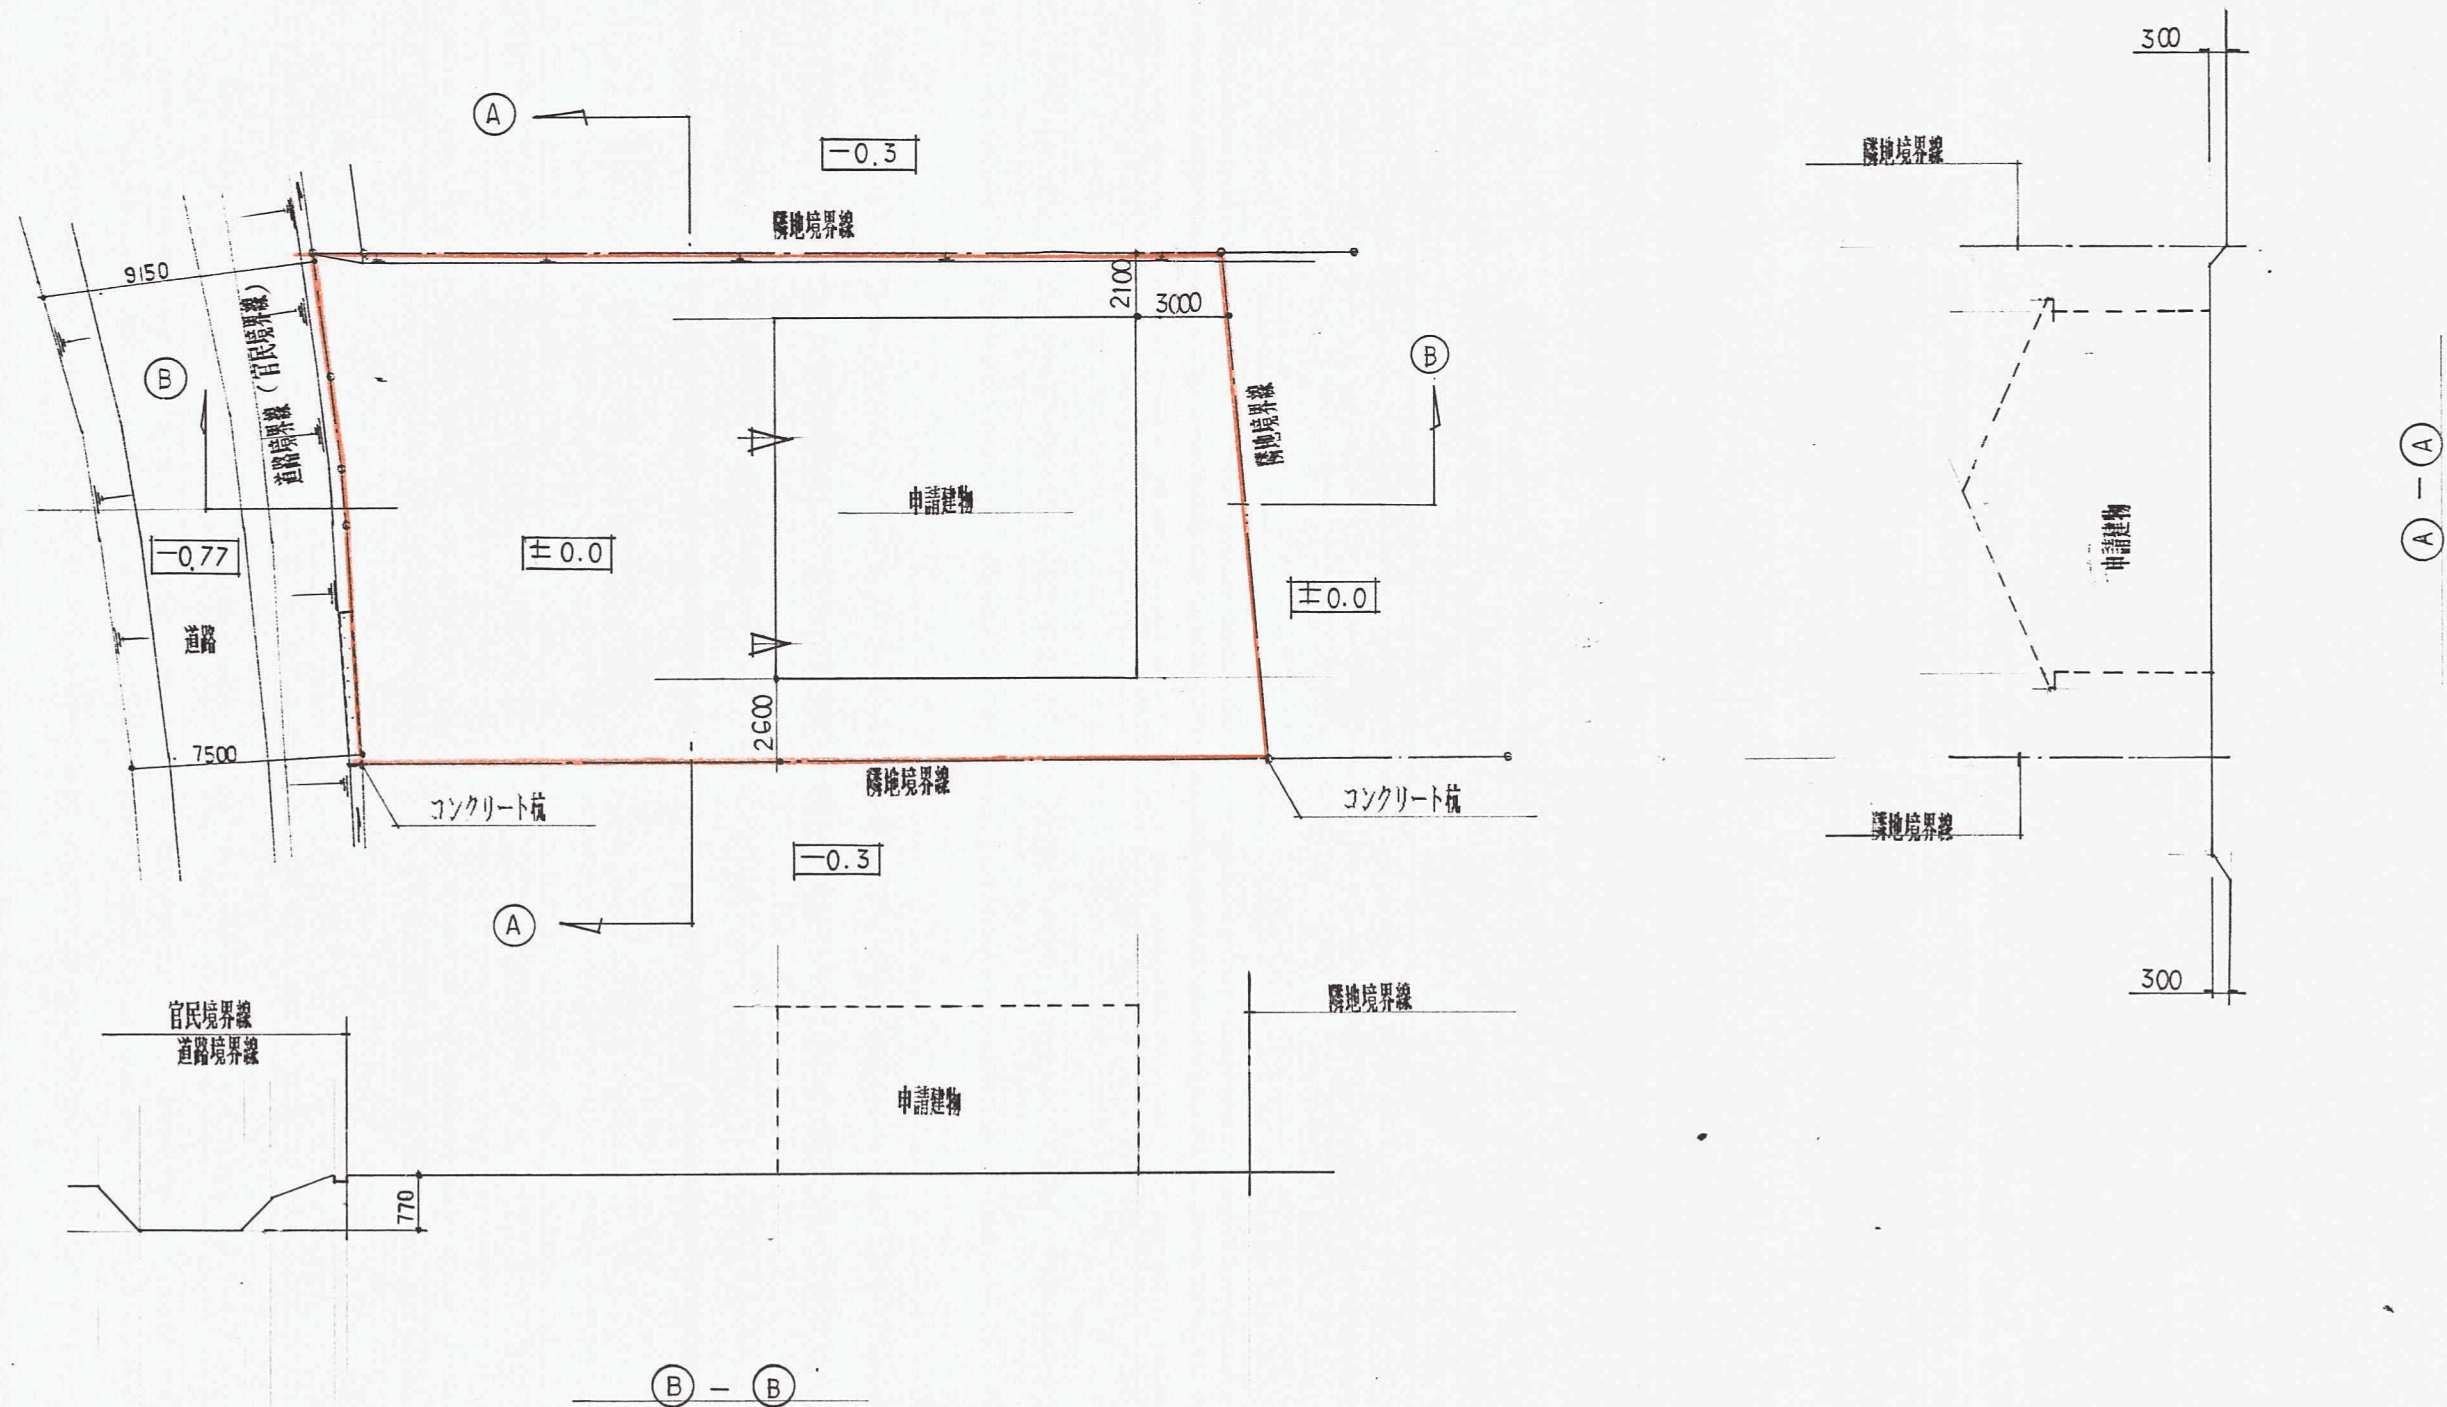 A
-0.3
隣地境界線
9150
2100
3000
道路境界線（官民境界線）
B
B
隣地境界線
申請建物
-0.77
±0.0
±0.0
道路
2600
7500
隣地境界線
コンクリート杭
コンクリート杭
-0.3
A
官民境界線
道路境界線
隣地境界線
申請建物
770
B - B
300
隣地境界線
申請建物
隣地境界線
300
A - A